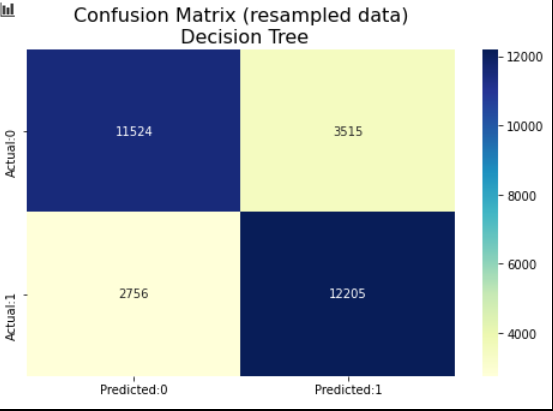 Confusion Matrix (resampled data)
Decision Tree
12000
10000
8000
6000
4000
Actual:0
11524
3515
Actual:1
2756
12205
Predicted:0
Predicted:1